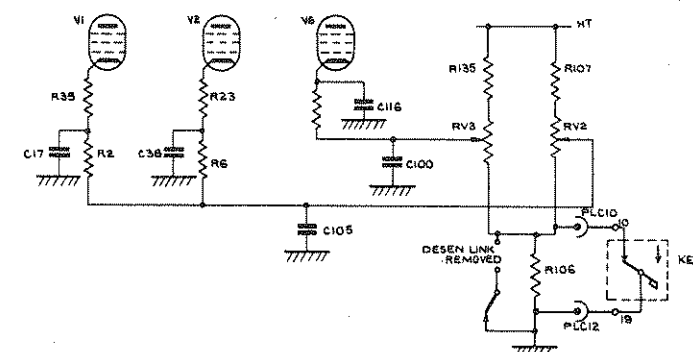 V1
V2
V6
HT
R35
R23
R135
R107
C116
RV3
RV2
C17
R2
C38
R6
C100
C105
PLC10
10
DESEN LINK
REMOVED
R106
KE
PLC12
19